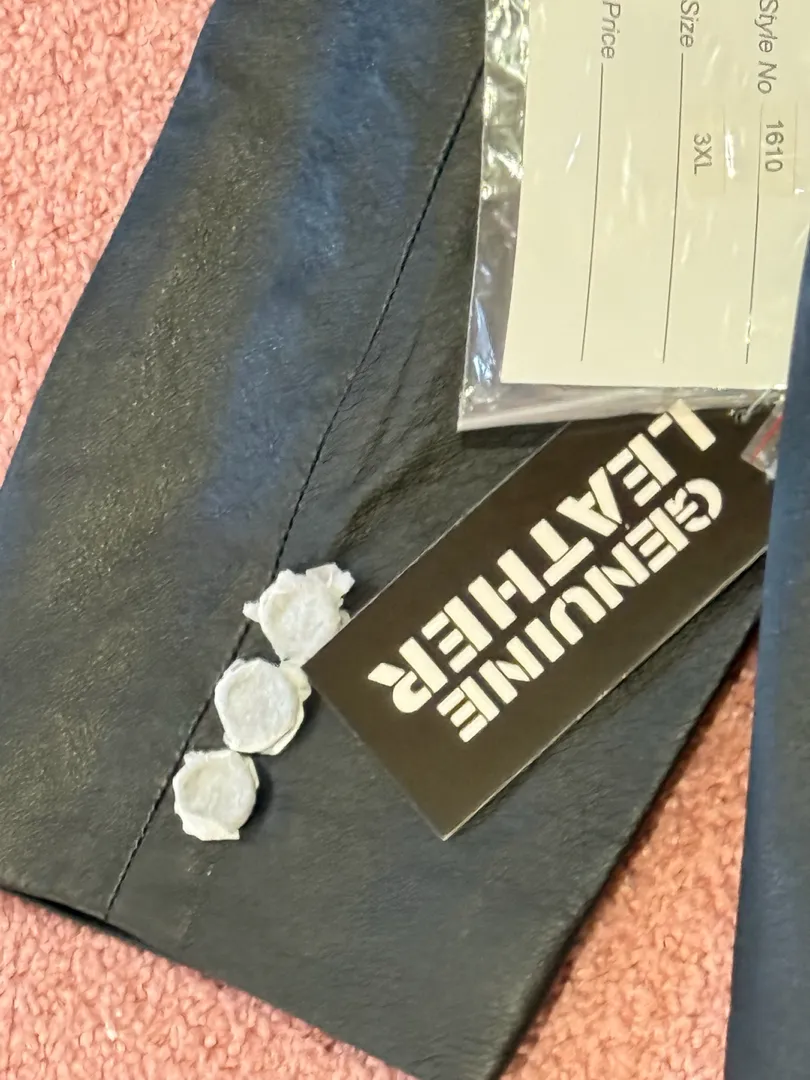 Style No 1610
Size 3XL
Price
GENUINE
LEATHER